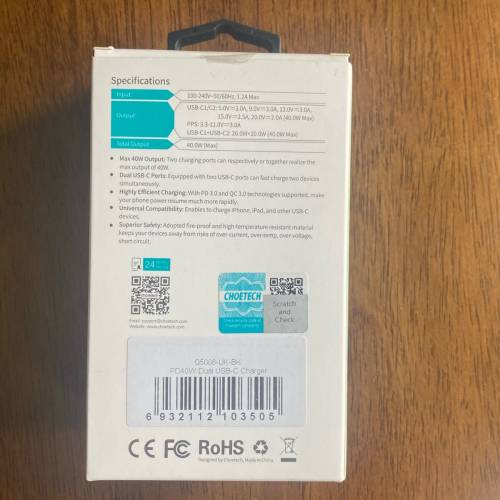 Specifications
Input: 100-240V~50/60Hz, 1.2A Max
Output: USB-C1/C2: 5.0V⎓3.0A, 9.0V⎓3.0A, 12.0V⎓3.0A,
15.0V⎓2.5A, 20.0V⎓2.0A (40.0W Max)
PPS: 3.3-11.0V⎓3.0A
USB-C1+USB-C2: 20.0W+20.0W (40.0W Max)
Total Output 40.0W (Max)
• Max 40W Output: Two charging ports can respectively or together realize the
max output of 40W.
• Dual USB-C Ports: Equipped with two USB-C ports can fast charge two devices
simultaneously.
• Highly Efficient Charging: With PD 3.0 and QC 3.0 technologies supported, make
your phone power resume much more rapidly.
• Universal Compatibility: Enables to charge iPhone, iPad, and other USB-C
devices.
• Superior Safety: Adopted fire-proof and high temperature resistant material
keeps your devices away from risks of over-current, over-temp, over-voltage,
short circuit.
24
CHOETECH
Scratch
and
Check
Website: www.choetech.com
Q5006-UK-BK
PD40W Dual USB-C Charger
6 932112 103505
CE FC RoHS
Designed by Choetech, Made in China